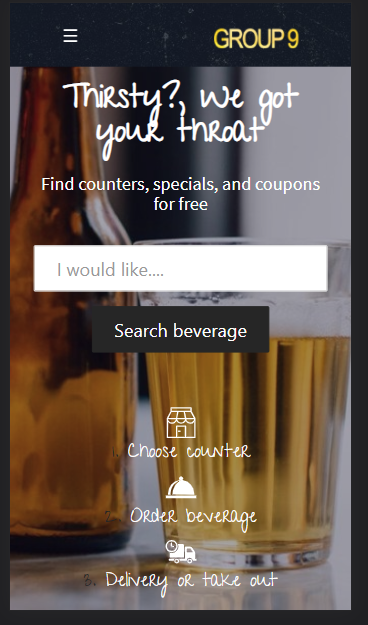 ☰ GROUP 9
Thirsty?, we got
your throat
Find counters, specials, and coupons
for free
I would like....
Search beverage
1. Choose counter
2. Order beverage
3. Delivery or take out